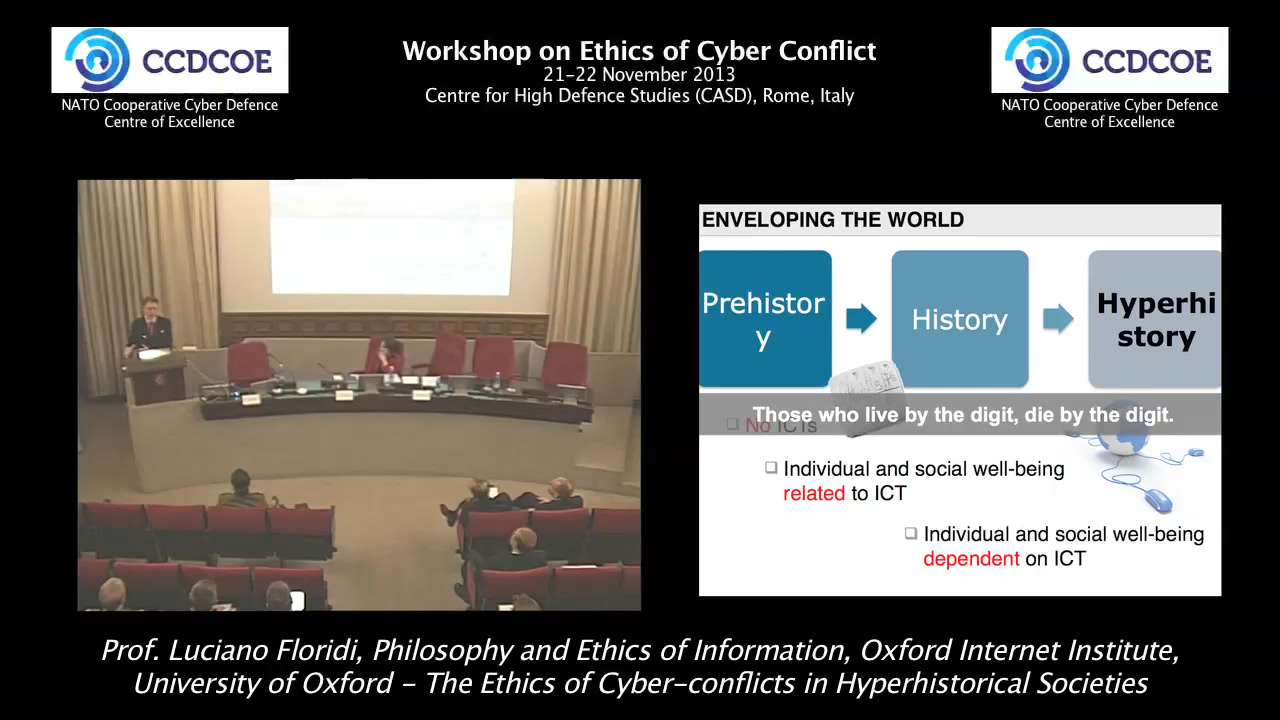 CCDCOE
NATO Cooperative Cyber Defence
Centre of Excellence
Workshop on Ethics of Cyber Conflict
21-22 November 2013
Centre for High Defence Studies (CASD), Rome, Italy
CCDCOE
NATO Cooperative Cyber Defence
Centre of Excellence
ENVELOPING THE WORLD
Prehistor
y
History
Hyperhi
story
Those who live by the digit, die by the digit.
No ICTs
Individual and social well-being
related to ICT
Individual and social well-being
dependent on ICT
Prof. Luciano Floridi, Philosophy and Ethics of Information, Oxford Internet Institute,
University of Oxford - The Ethics of Cyber-conflicts in Hyperhistorical Societies